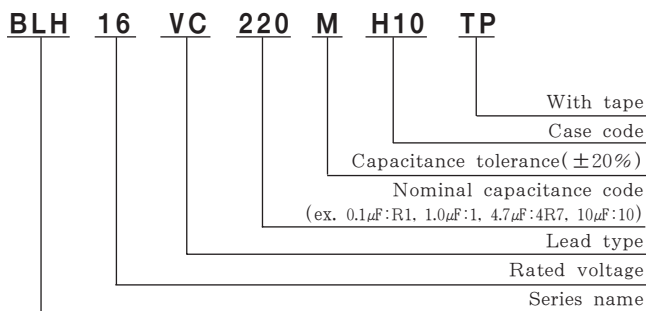 BLH 16 VC 220 M H10 TP
With tape
Case code
Capacitance tolerance(±20%)
Nominal capacitance code
(ex. 0.1μF:R1, 1.0μF:1, 4.7μF:4R7, 10μF:10)
Lead type
Rated voltage
Series name